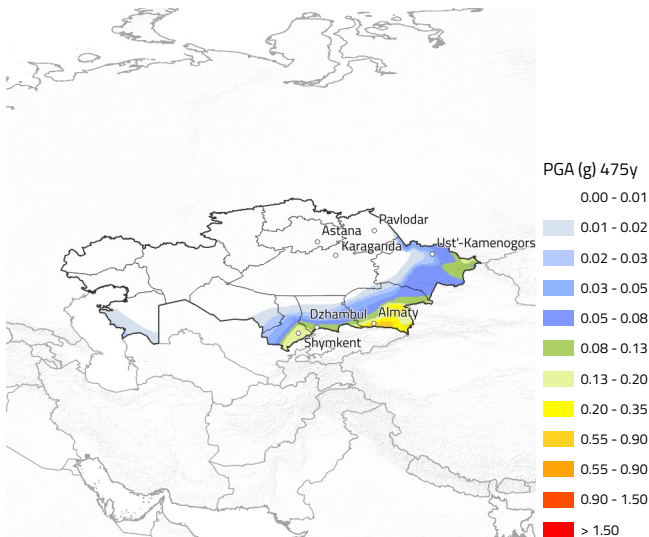 PGA (g) 475y
0.00 - 0.01
0.01 - 0.02
0.02 - 0.03
0.03 - 0.05
0.05 - 0.08
0.08 - 0.13
0.13 - 0.20
0.20 - 0.35
0.55 - 0.90
0.55 - 0.90
0.90 - 1.50
> 1.50
Pavlodar
Astana
Karaganda
Ust'-Kamenogors
Dzhambul
Almaty
Shymkent